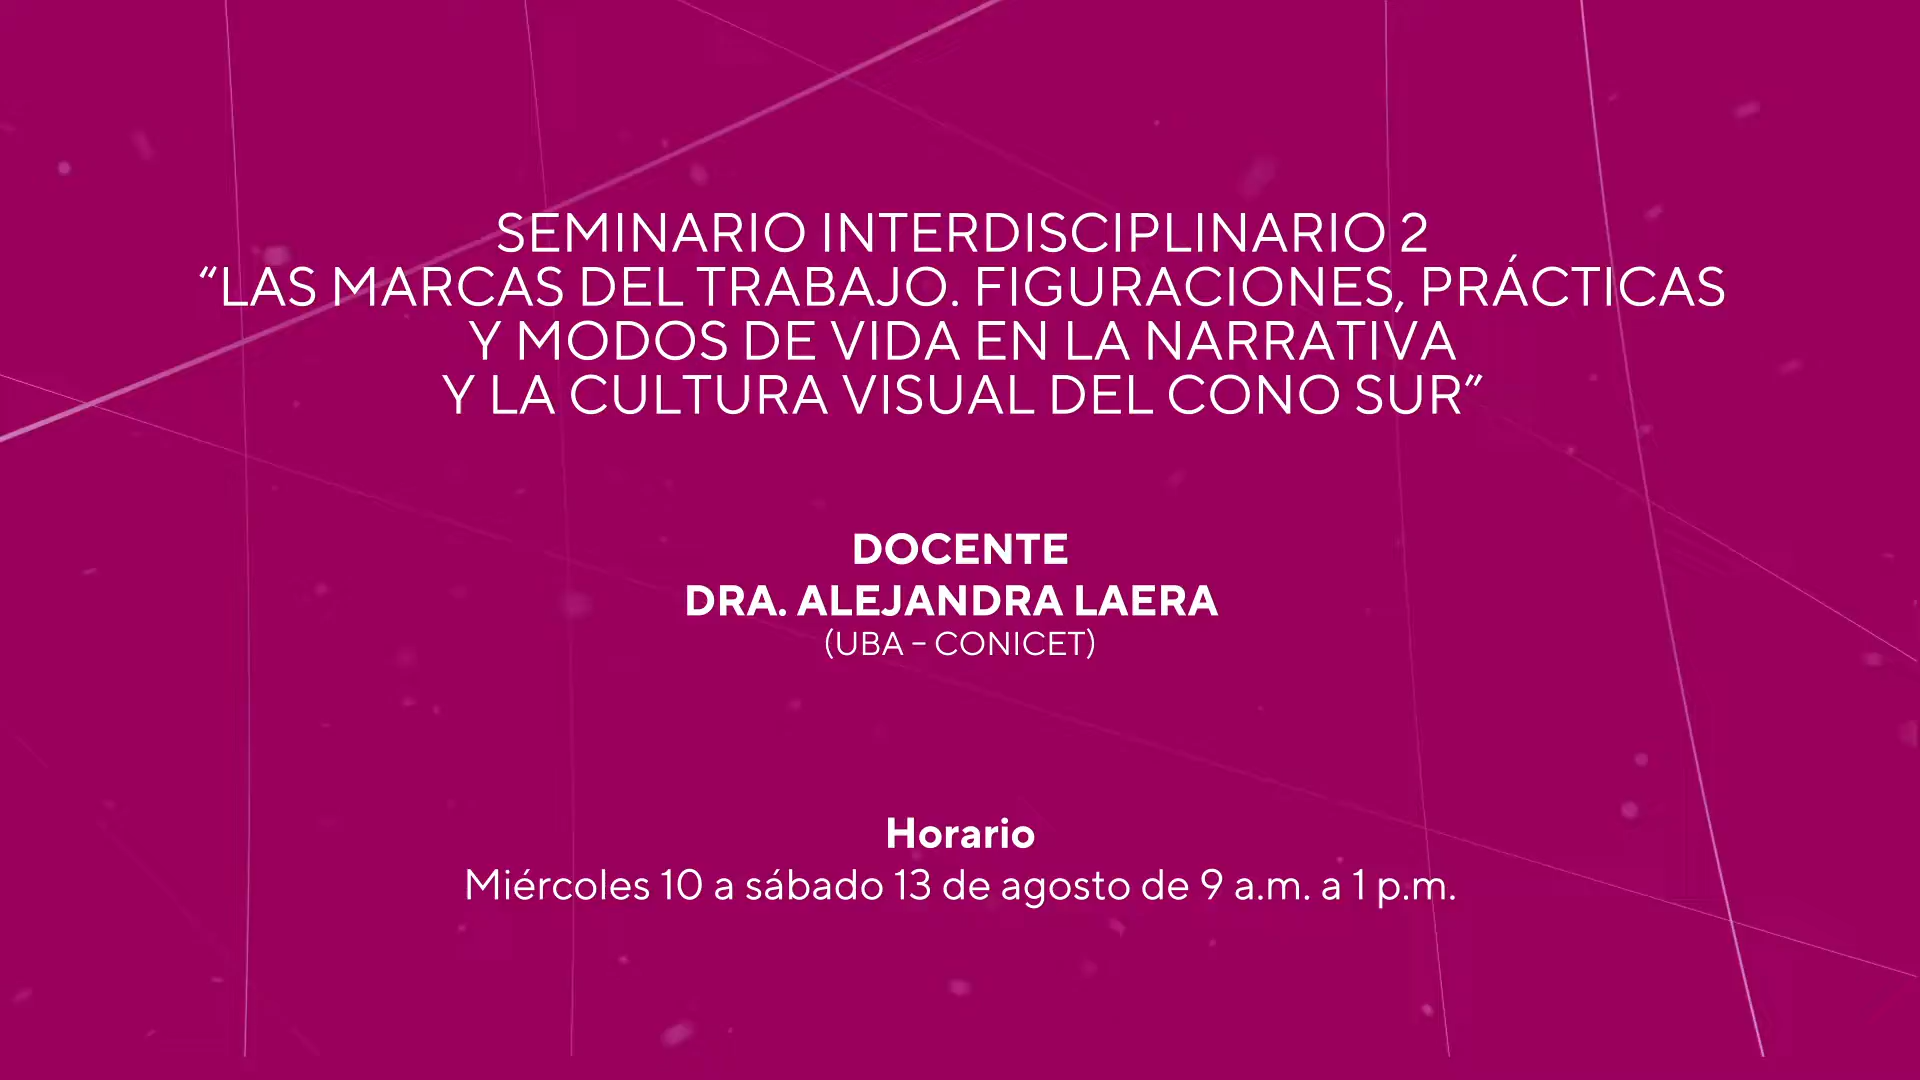 SEMINARIO INTERDISCIPLINARIO 2
“LAS MARCAS DEL TRABAJO. FIGURACIONES, PRÁCTICAS
Y MODOS DE VIDA EN LA NARRATIVA
Y LA CULTURA VISUAL DEL CONO SUR”
DOCENTE
DRA. ALEJANDRA LAERA
(UBA – CONICET)
Horario
Miércoles 10 a sábado 13 de agosto de 9 a.m. a 1 p.m.